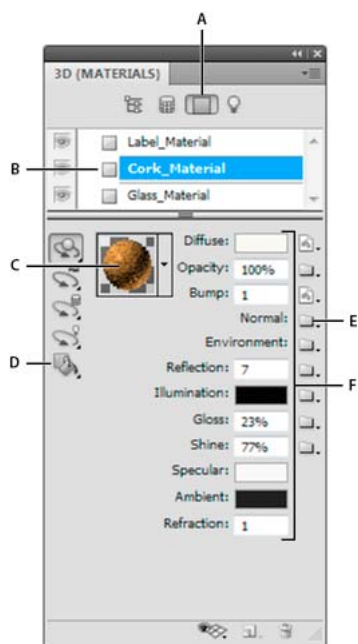 A
3D (MATERIALS)
Label_Material
B
Cork_Material
Glass_Material
Diffuse:
C
Opacity: 100%
Bump: 1
Normal:
E
Environment:
D
Reflection: 7
F
Illumination:
Gloss: 23%
Shine: 77%
Specular:
Ambient:
Refraction: 1